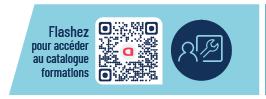 Flashez
pour accéder
au catalogue
formations